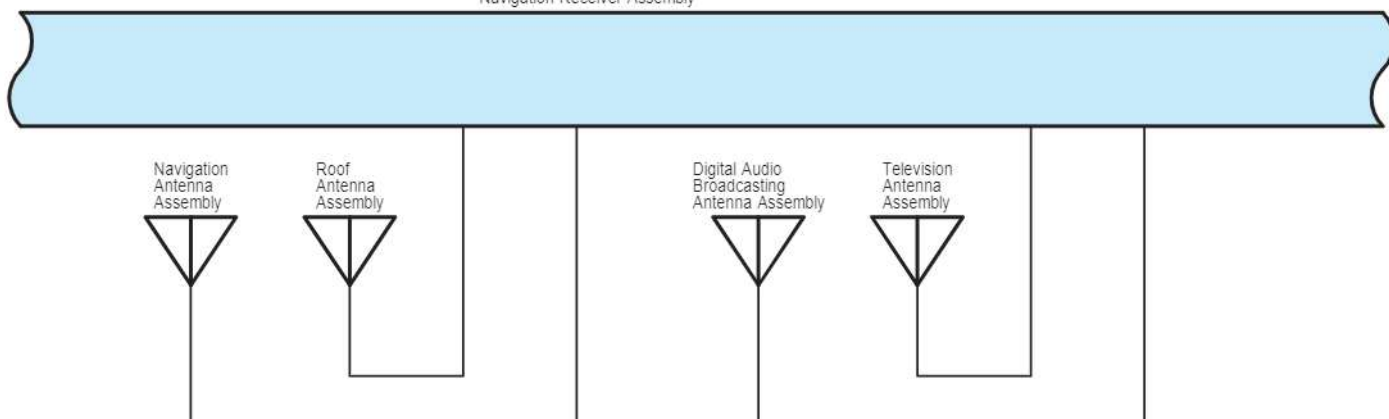 Navigation Receiver Assembly
Navigation
Antenna
Assembly
Roof
Antenna
Assembly
Digital Audio
Broadcasting
Antenna Assembly
Television
Antenna
Assembly